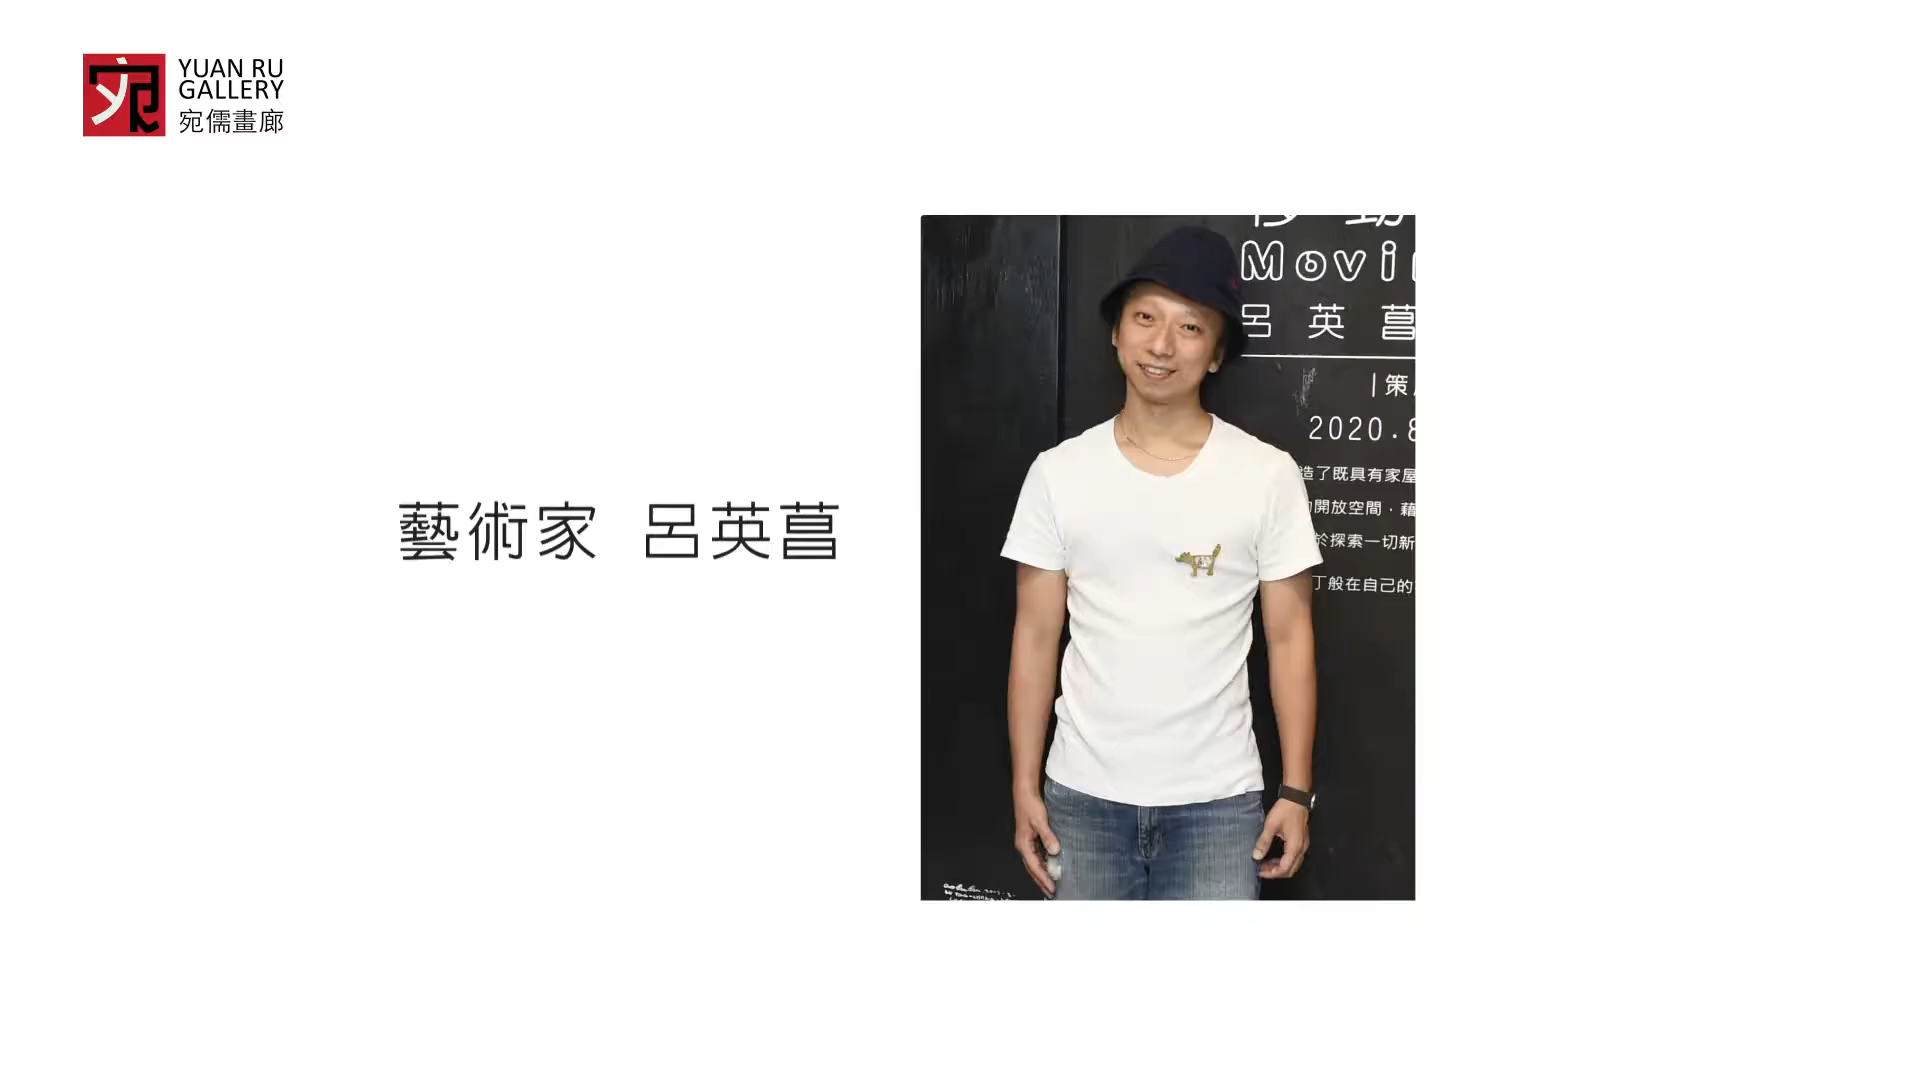 YUAN RU
GALLERY
宛儒畫廊
藝術家 呂英菖
Movi
呂英菖
|策
2020.8
造了既具有家屋
開放空間．藉
於探索一切新
般在自己的